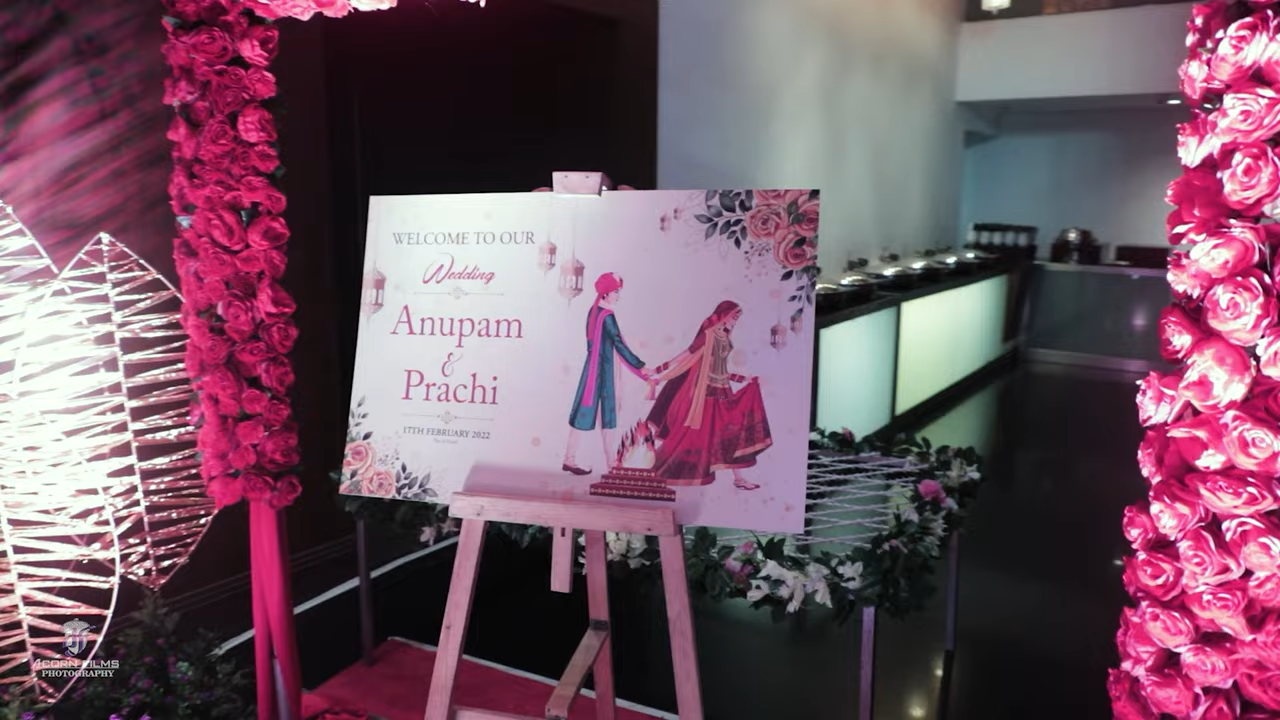 WELCOME TO OUR
Wedding
Anupam
&
Prachi
17TH FEBRUARY 2022
ACORN FILMS
PHOTOGRAPHY